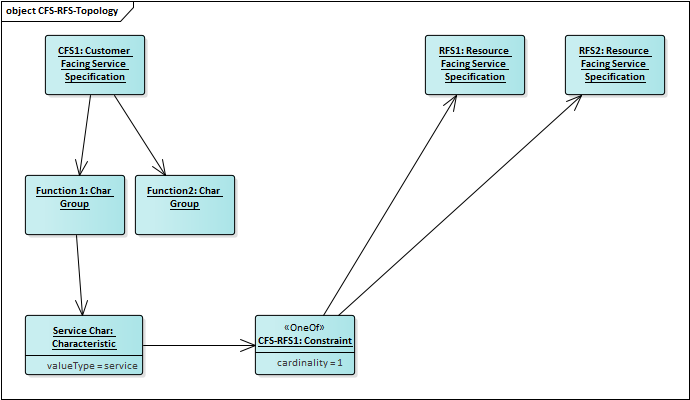 object CFS-RFS-Topology
CFS1: Customer
Facing Service
Specification
RFS1: Resource
Facing Service
Specification
RFS2: Resource
Facing Service
Specification
Function 1: Char
Group
Function2: Char
Group
Service Char:
Characteristic
valueType = service
«OneOf»
CFS-RFS1: Constraint
cardinality = 1